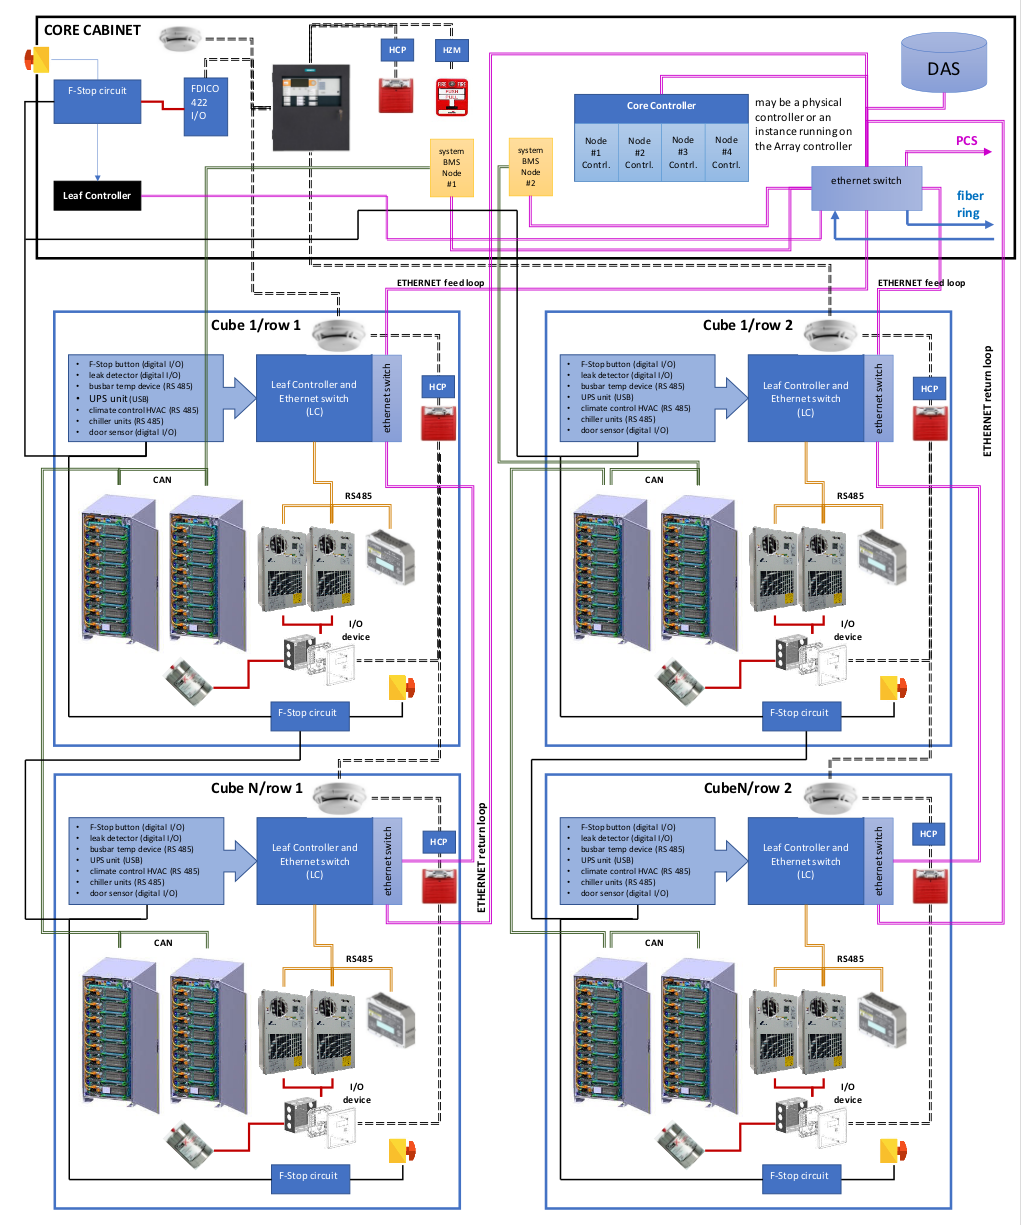 CORE CABINET
F-Stop circuit
FDICO
422
I/O
Leaf Controller
HCP
HZM
system
BMS
Node
#1
system
BMS
Node
#2
Core Controller
Node
#1
Contrl.
Node
#2
Contrl.
Node
#3
Contrl.
Node
#4
Contrl.
may be a physical
controller or an
instance running on
the Array controller
DAS
PCS
ethernet switch
fiber
ring
ETHERNET feed loop
ETHERNET feed loop
ETHERNET return loop
Cube 1/row 1
• F-Stop button (digital I/O)
• leak detector (digital I/O)
• busbar temp device (RS 485)
• UPS unit (USB)
• climate control HVAC (RS 485)
• chiller units (RS 485)
• door sensor (digital I/O)
Leaf Controller and
Ethernet switch
(LC)
ethernet switch
HCP
CAN
RS485
I/O
device
F-Stop circuit
Cube 1/row 2
• F-Stop button (digital I/O)
• leak detector (digital I/O)
• busbar temp device (RS 485)
• UPS unit (USB)
• climate control HVAC (RS 485)
• chiller units (RS 485)
• door sensor (digital I/O)
Leaf Controller and
Ethernet switch
(LC)
ethernet switch
HCP
CAN
RS485
I/O
device
F-Stop circuit
Cube N/row 1
• F-Stop button (digital I/O)
• leak detector (digital I/O)
• busbar temp device (RS 485)
• UPS unit (USB)
• climate control HVAC (RS 485)
• chiller units (RS 485)
• door sensor (digital I/O)
Leaf Controller and
Ethernet switch
(LC)
ethernet switch
HCP
ETHERNET return loop
CAN
RS485
I/O
device
F-Stop circuit
CubeN/row 2
• F-Stop button (digital I/O)
• leak detector (digital I/O)
• busbar temp device (RS 485)
• UPS unit (USB)
• climate control HVAC (RS 485)
• chiller units (RS 485)
• door sensor (digital I/O)
Leaf Controller and
Ethernet switch
(LC)
ethernet switch
HCP
CAN
RS485
I/O
device
F-Stop circuit